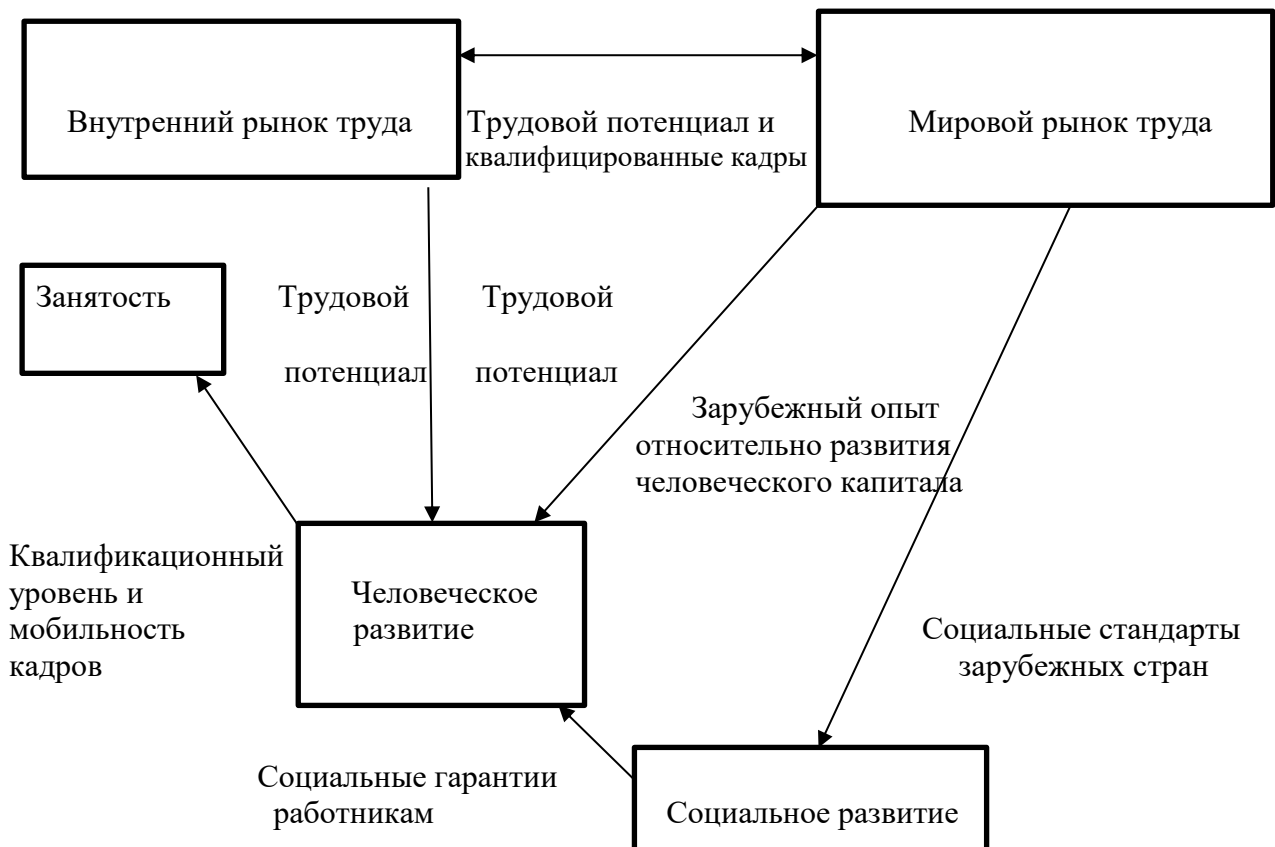 Внутренний рынок труда
Трудовой потенциал и
квалифицированные кадры
Мировой рынок труда
Занятость
Трудовой
потенциал
Трудовой
потенциал
Зарубежный опыт
относительно развития
человеческого капитала
Квалификационный
уровень и
мобильность
кадров
Человеческое
развитие
Социальные стандарты
зарубежных стран
Социальные гарантии
работникам
Социальное развитие